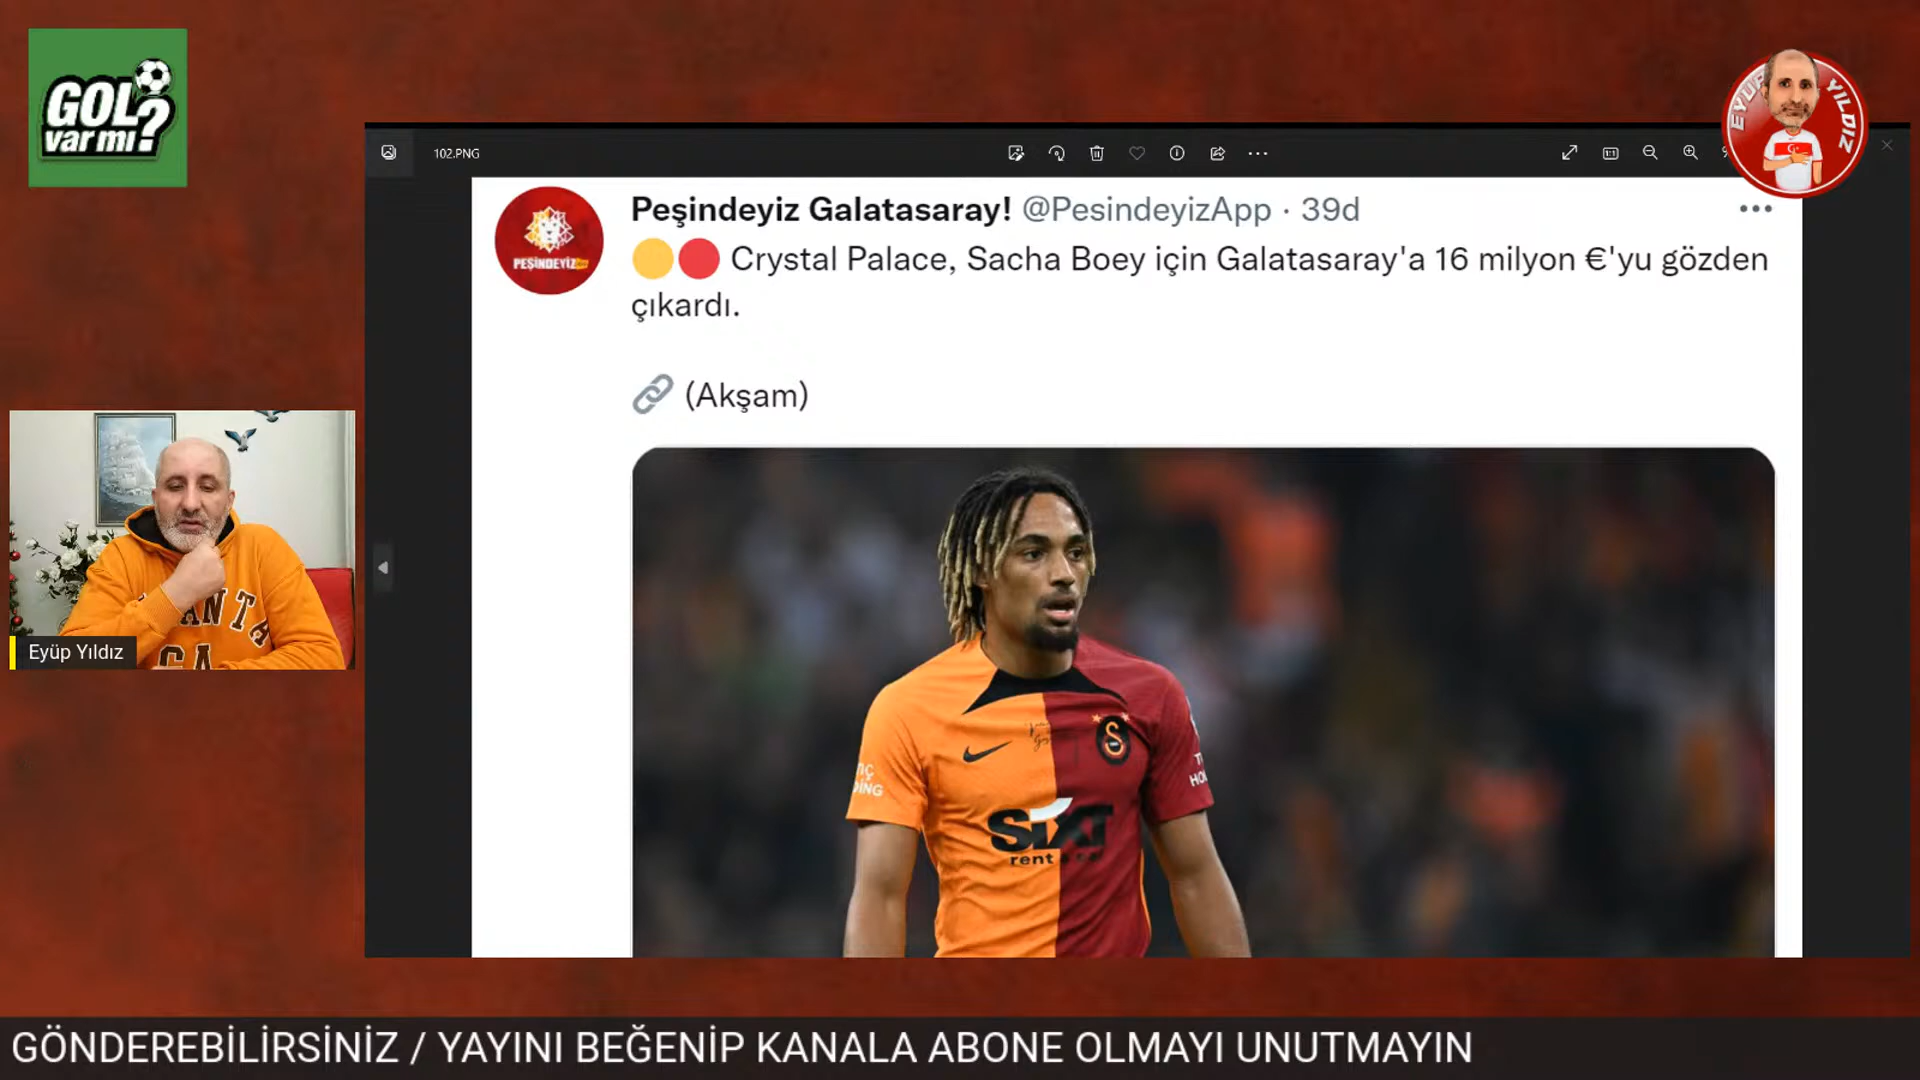 GOL
var mı?
EYÜP YILDIZ
102.PNG
Peşindeyiz Galatasaray! @PesindeyizApp · 39d
PEŞİNDEYİZ
Crystal Palace, Sacha Boey için Galatasaray'a 16 milyon €'yu gözden
çıkardı.
(Akşam)
Eyüp Yıldız
SIXT
rent
GÖNDEREBİLİRSİNİZ / YAYINI BEĞENİP KANALA ABONE OLMAYI UNUTMAYIN